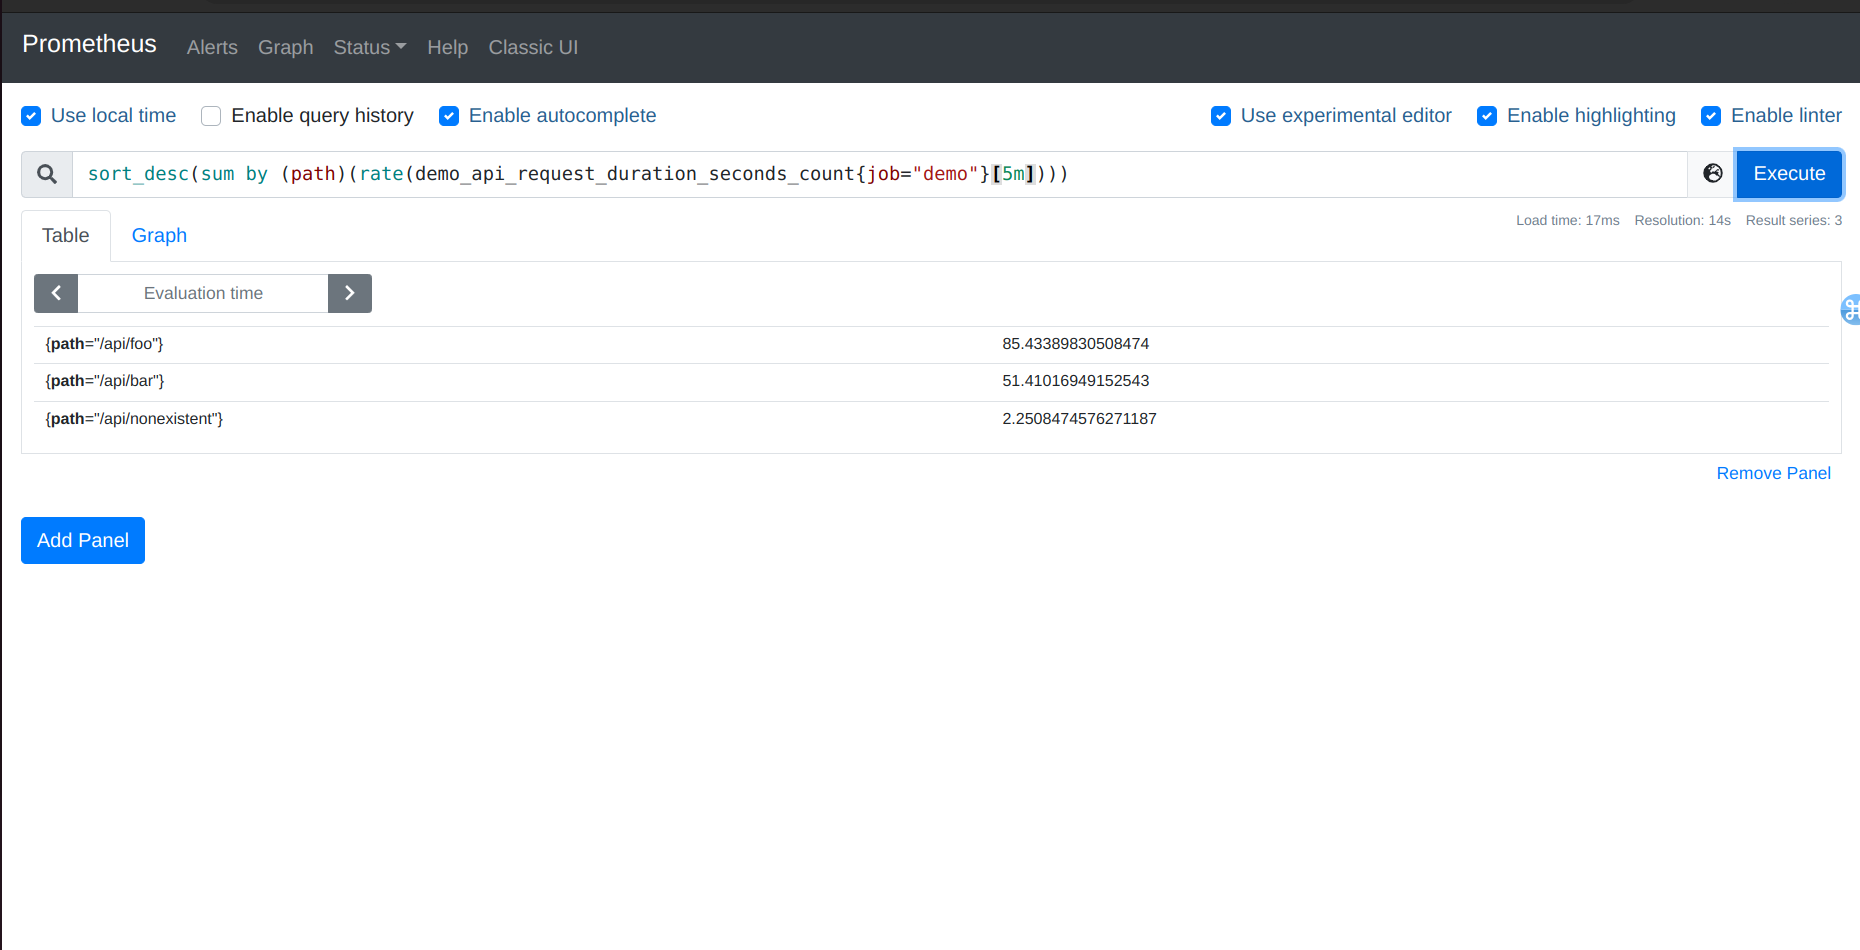 Prometheus Alerts Graph Status Help Classic UI
Use local time Enable query history Enable autocomplete Use experimental editor Enable highlighting Enable linter
sort_desc(sum by (path)(rate(demo_api_request_duration_seconds_count{job="demo"}[5m]))) Execute
Table Graph Load time: 17ms Resolution: 14s Result series: 3
Evaluation time
{path="/api/foo"} 85.43389830508474
{path="/api/bar"} 51.41016949152543
{path="/api/nonexistent"} 2.2508474576271187
Remove Panel
Add Panel